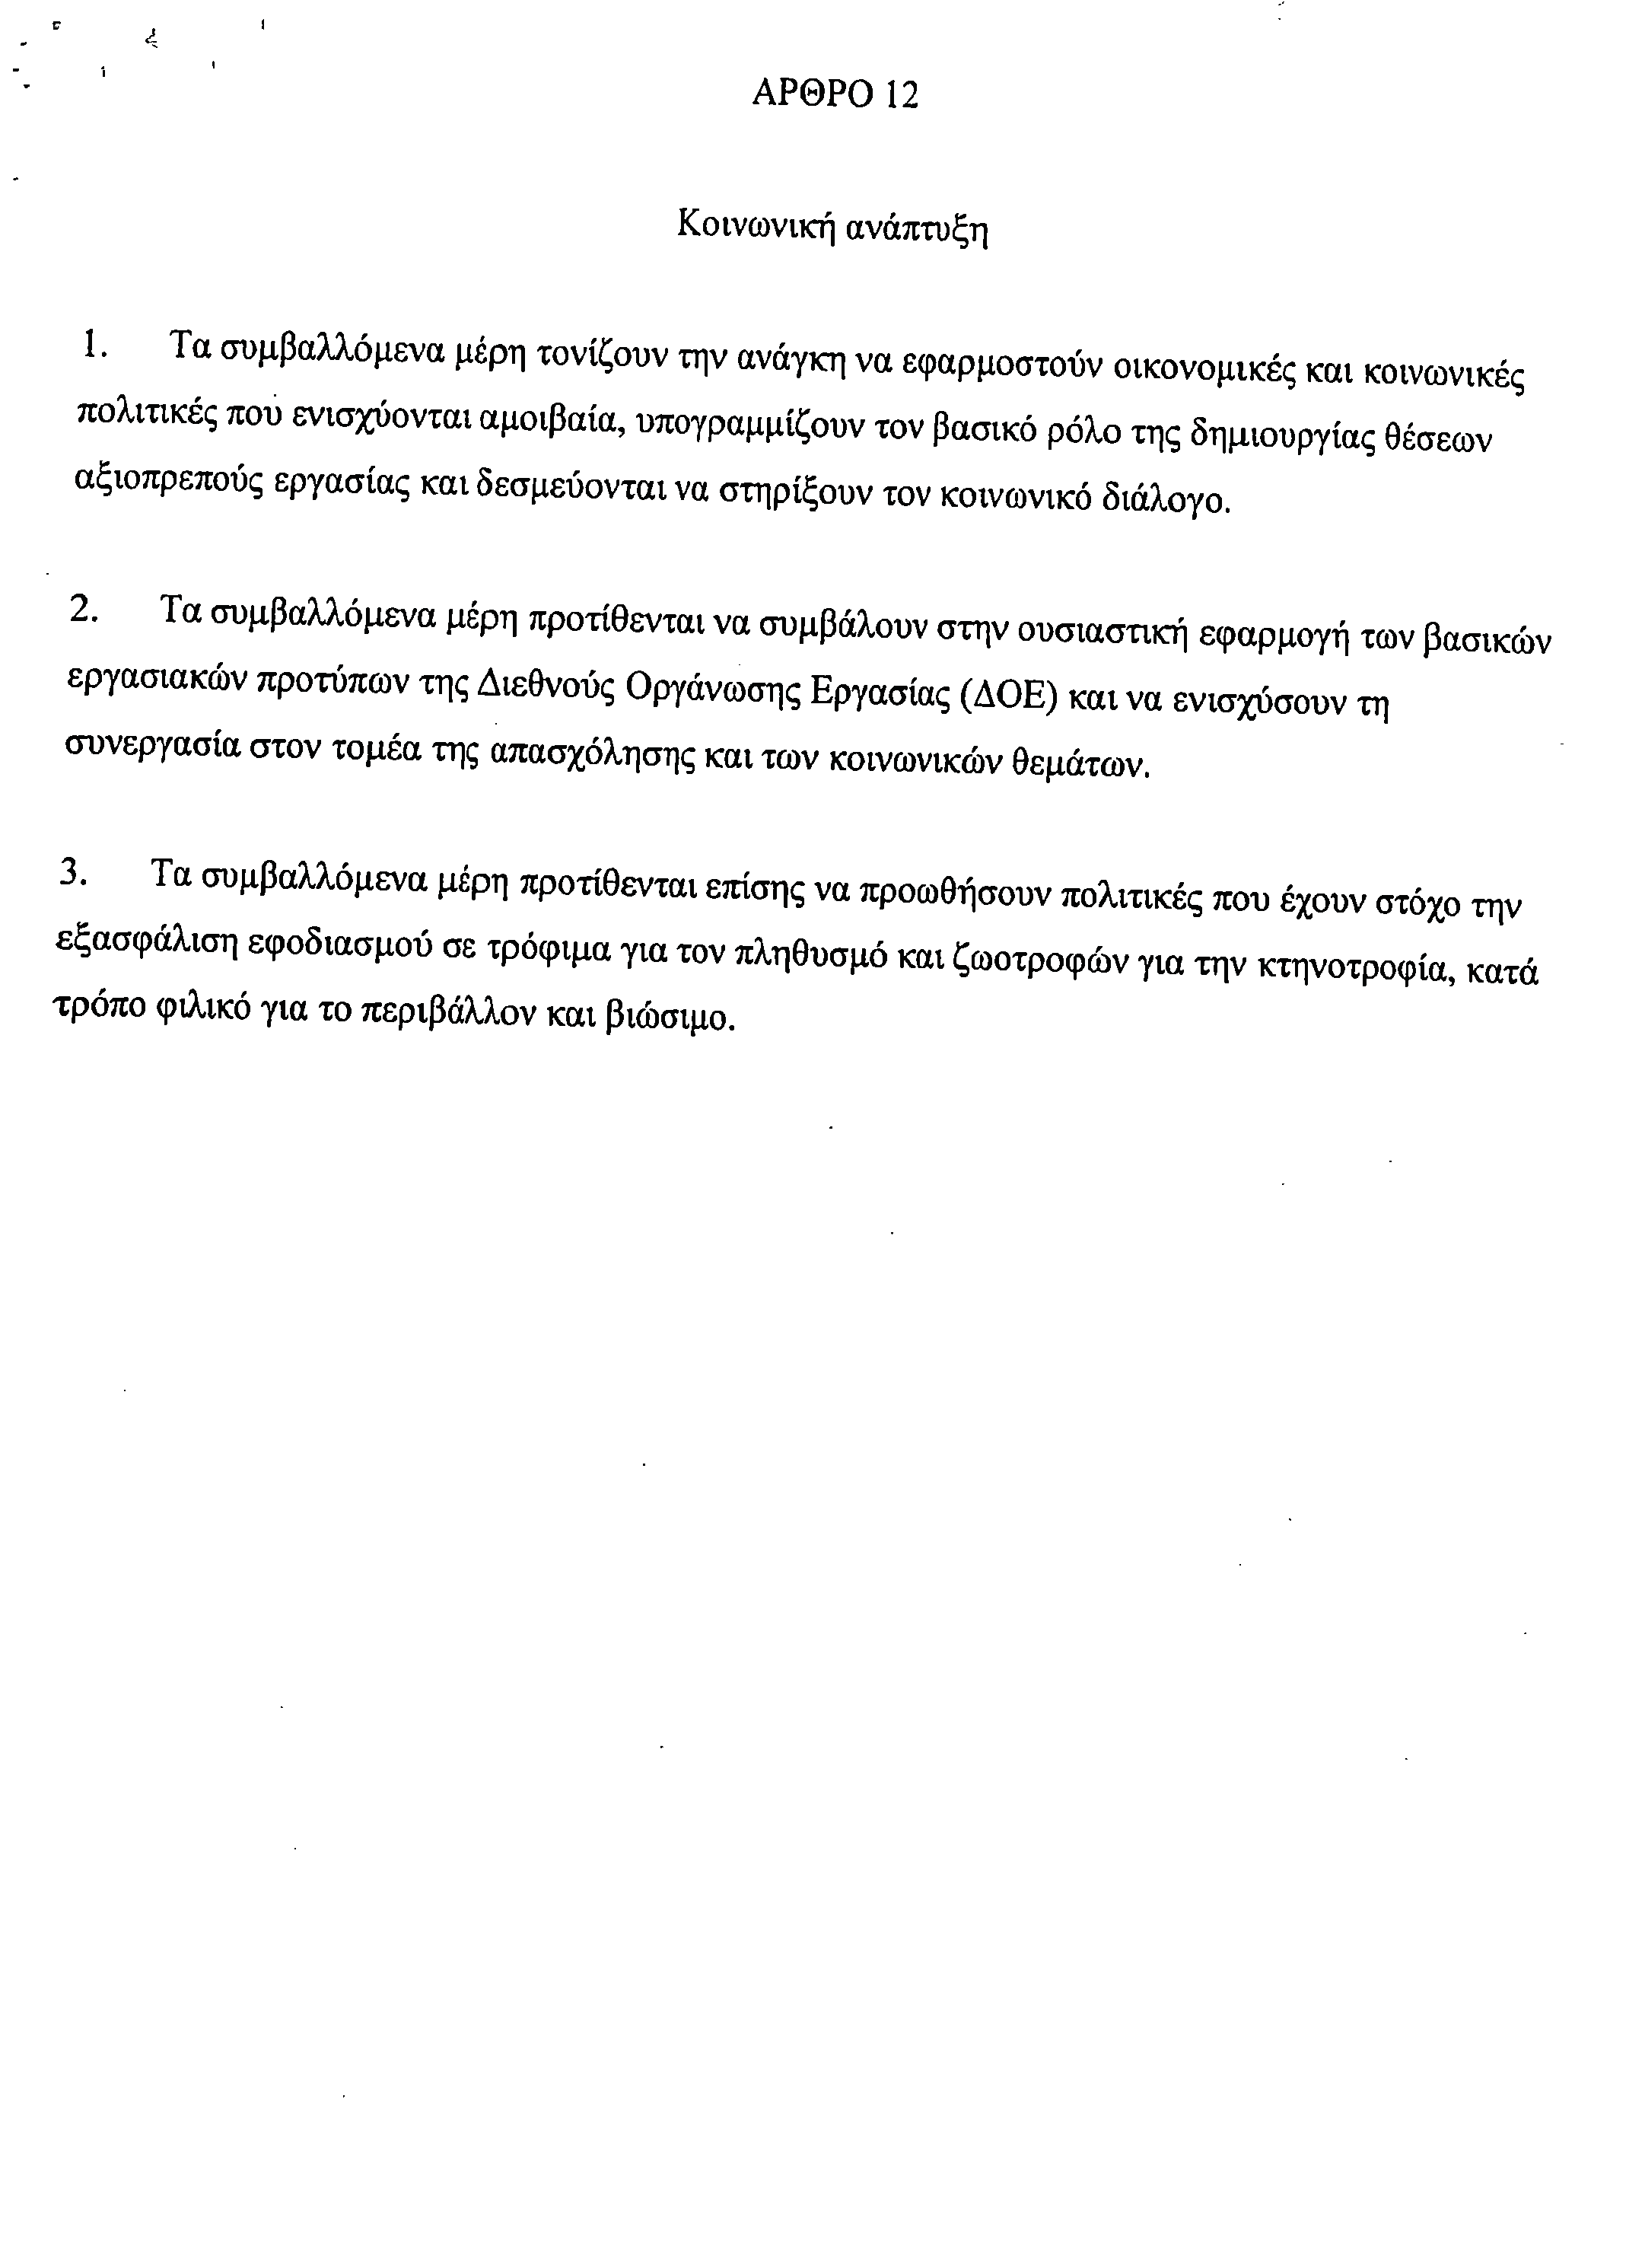 ΑΡΘΡΟ 12
Κοινωνική ανάπτυξη
1. Τα συμβαλλόμενα μέρη τονίζουν την ανάγκη να εφαρμοστούν οικονομικές και κοινωνικές
πολιτικές που ενισχύονται αμοιβαία, υπογραμμίζουν τον βασικό ρόλο της δημιουργίας θέσεων
αξιοπρεπούς εργασίας και δεσμεύονται να στηρίξουν τον κοινωνικό διάλογο.
2. Τα συμβαλλόμενα μέρη προτίθενται να συμβάλουν στην ουσιαστική εφαρμογή των βασικών
εργασιακών προτύπων της Διεθνούς Οργάνωσης Εργασίας (ΔΟΕ) και να ενισχύσουν τη
συνεργασία στον τομέα της απασχόλησης και των κοινωνικών θεμάτων.
3. Τα συμβαλλόμενα μέρη προτίθενται επίσης να προωθήσουν πολιτικές που έχουν στόχο την
εξασφάλιση εφοδιασμού σε τρόφιμα για τον πληθυσμό και ζωοτροφών για την κτηνοτροφία, κατά
τρόπο φιλικό για το περιβάλλον και βιώσιμο.